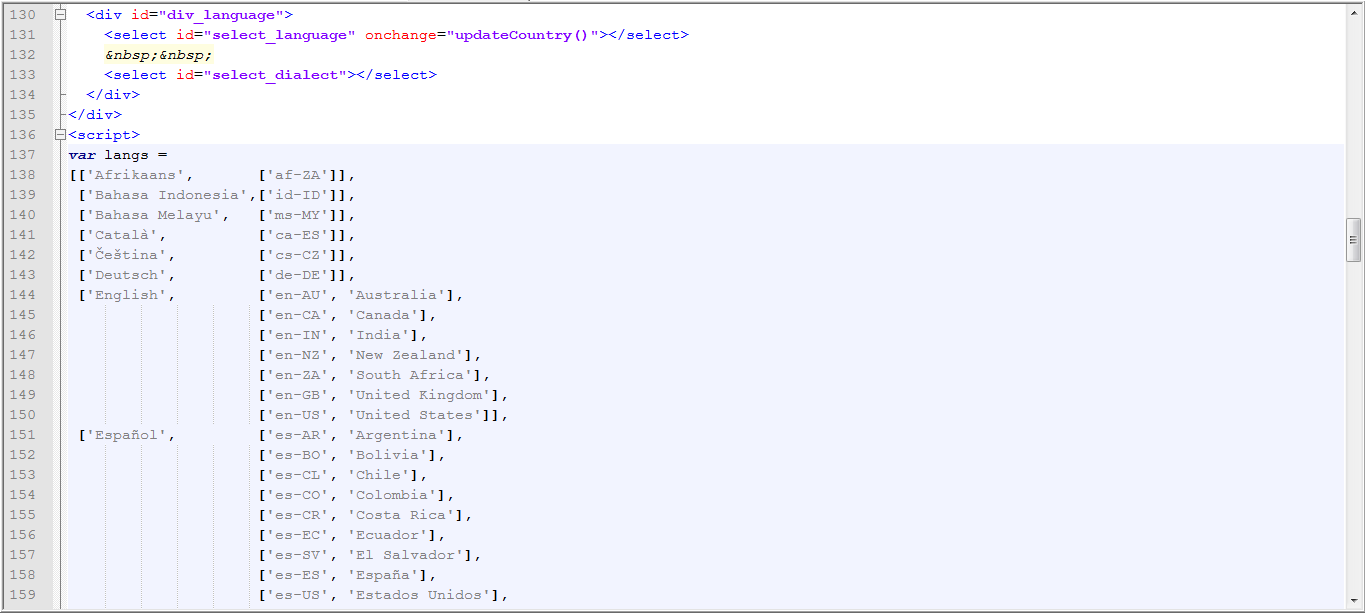 130 <div id="div_language">
131 <select id="select_language" onchange="updateCountry()"></select>
132 &nbsp;&nbsp;
133 <select id="select_dialect"></select>
134 </div>
135 </div>
136 <script>
137 var langs =
138 [['Afrikaans', ['af-ZA']],
139 ['Bahasa Indonesia',['id-ID']],
140 ['Bahasa Melayu', ['ms-MY']],
141 ['Català', ['ca-ES']],
142 ['Čeština', ['cs-CZ']],
143 ['Deutsch', ['de-DE']],
144 ['English', ['en-AU', 'Australia'],
145 ['en-CA', 'Canada'],
146 ['en-IN', 'India'],
147 ['en-NZ', 'New Zealand'],
148 ['en-ZA', 'South Africa'],
149 ['en-GB', 'United Kingdom'],
150 ['en-US', 'United States']],
151 ['Español', ['es-AR', 'Argentina'],
152 ['es-BO', 'Bolivia'],
153 ['es-CL', 'Chile'],
154 ['es-CO', 'Colombia'],
155 ['es-CR', 'Costa Rica'],
156 ['es-EC', 'Ecuador'],
157 ['es-SV', 'El Salvador'],
158 ['es-ES', 'España'],
159 ['es-US', 'Estados Unidos'],